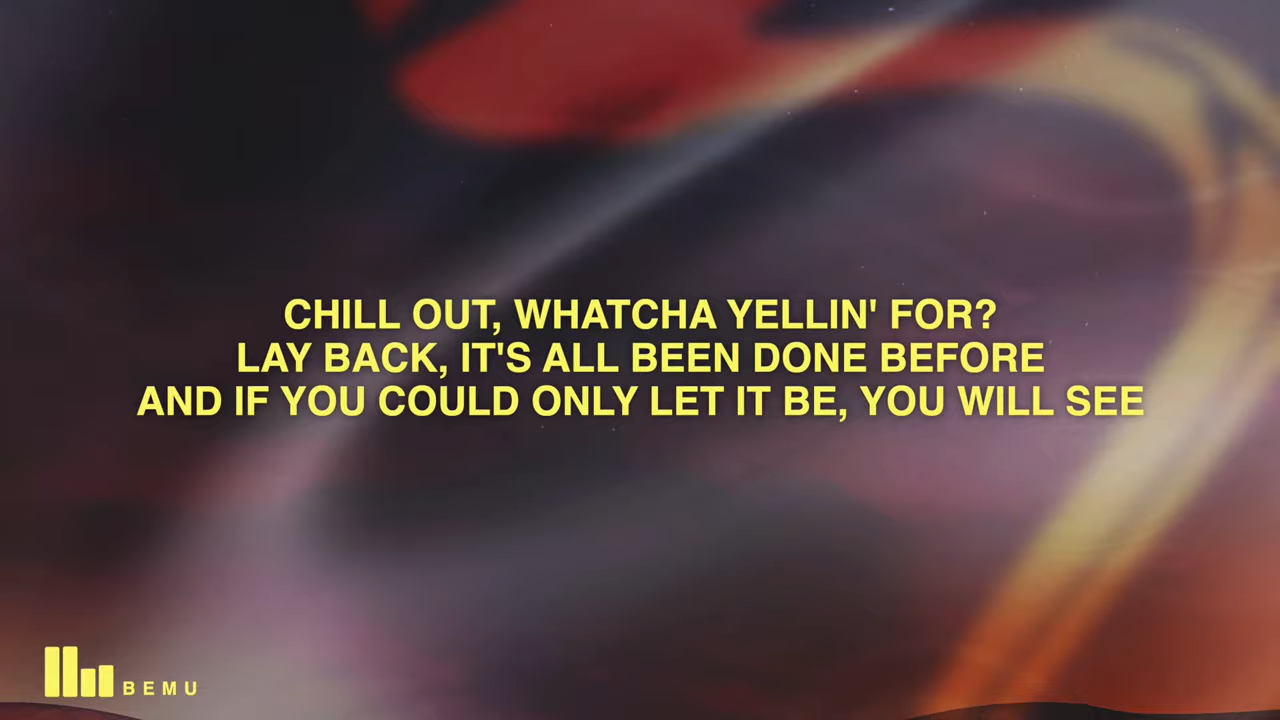 CHILL OUT, WHATCHA YELLIN' FOR?
LAY BACK, IT'S ALL BEEN DONE BEFORE
AND IF YOU COULD ONLY LET IT BE, YOU WILL SEE
BEMU